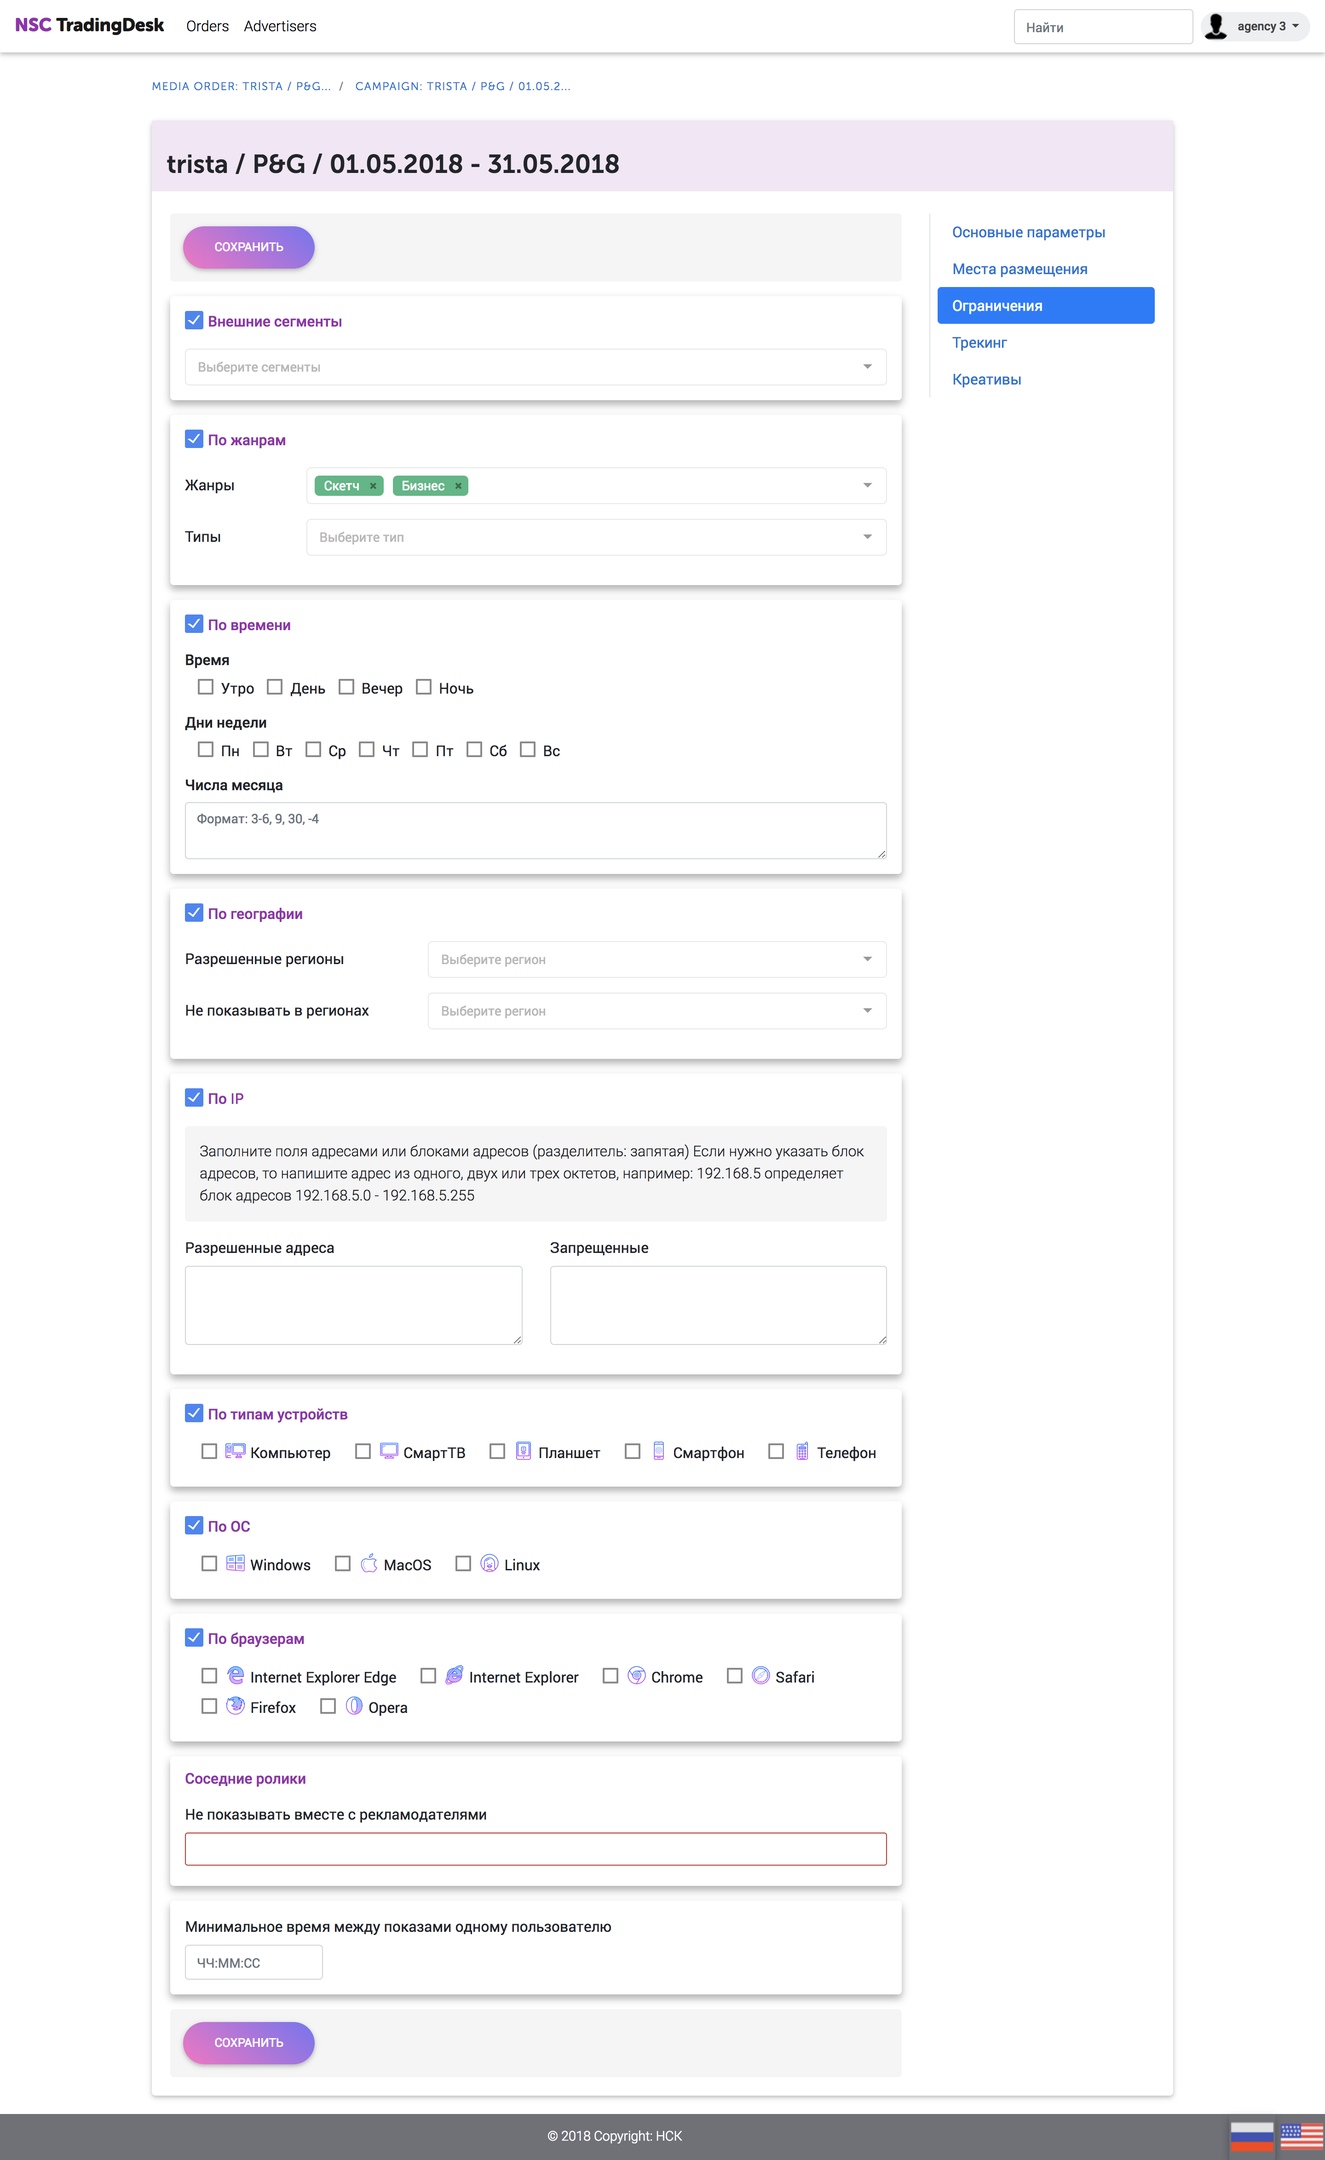 NSC TradingDesk Orders Advertisers Найти agency 3
MEDIA ORDER: TRISTA / P&G... / CAMPAIGN: TRISTA / P&G / 01.05.2...
trista / P&G / 01.05.2018 - 31.05.2018
СОХРАНИТЬ
Основные параметры
Места размещения
Ограничения
Трекинг
Креативы
Внешние сегменты
Выберите сегменты
По жанрам
Жанры Скетч × Бизнес ×
Типы Выберите тип
По времени
Время
Утро День Вечер Ночь
Дни недели
Пн Вт Ср Чт Пт Сб Вс
Числа месяца
Формат: 3-6, 9, 30, -4
По географии
Разрешенные регионы Выберите регион
Не показывать в регионах Выберите регион
По IP
Заполните поля адресами или блоками адресов (разделитель: запятая) Если нужно указать блок
адресов, то напишите адрес из одного, двух или трех октетов, например: 192.168.5 определяет
блок адресов 192.168.5.0 - 192.168.5.255
Разрешенные адреса Запрещенные
По типам устройств
Компьютер СмартТВ Планшет Смартфон Телефон
По ОС
Windows MacOS Linux
По браузерам
Internet Explorer Edge Internet Explorer Chrome Safari
Firefox Opera
Соседние ролики
Не показывать вместе с рекламодателями
Минимальное время между показами одному пользователю
ЧЧ:ММ:СС
СОХРАНИТЬ
© 2018 Copyright: НСК